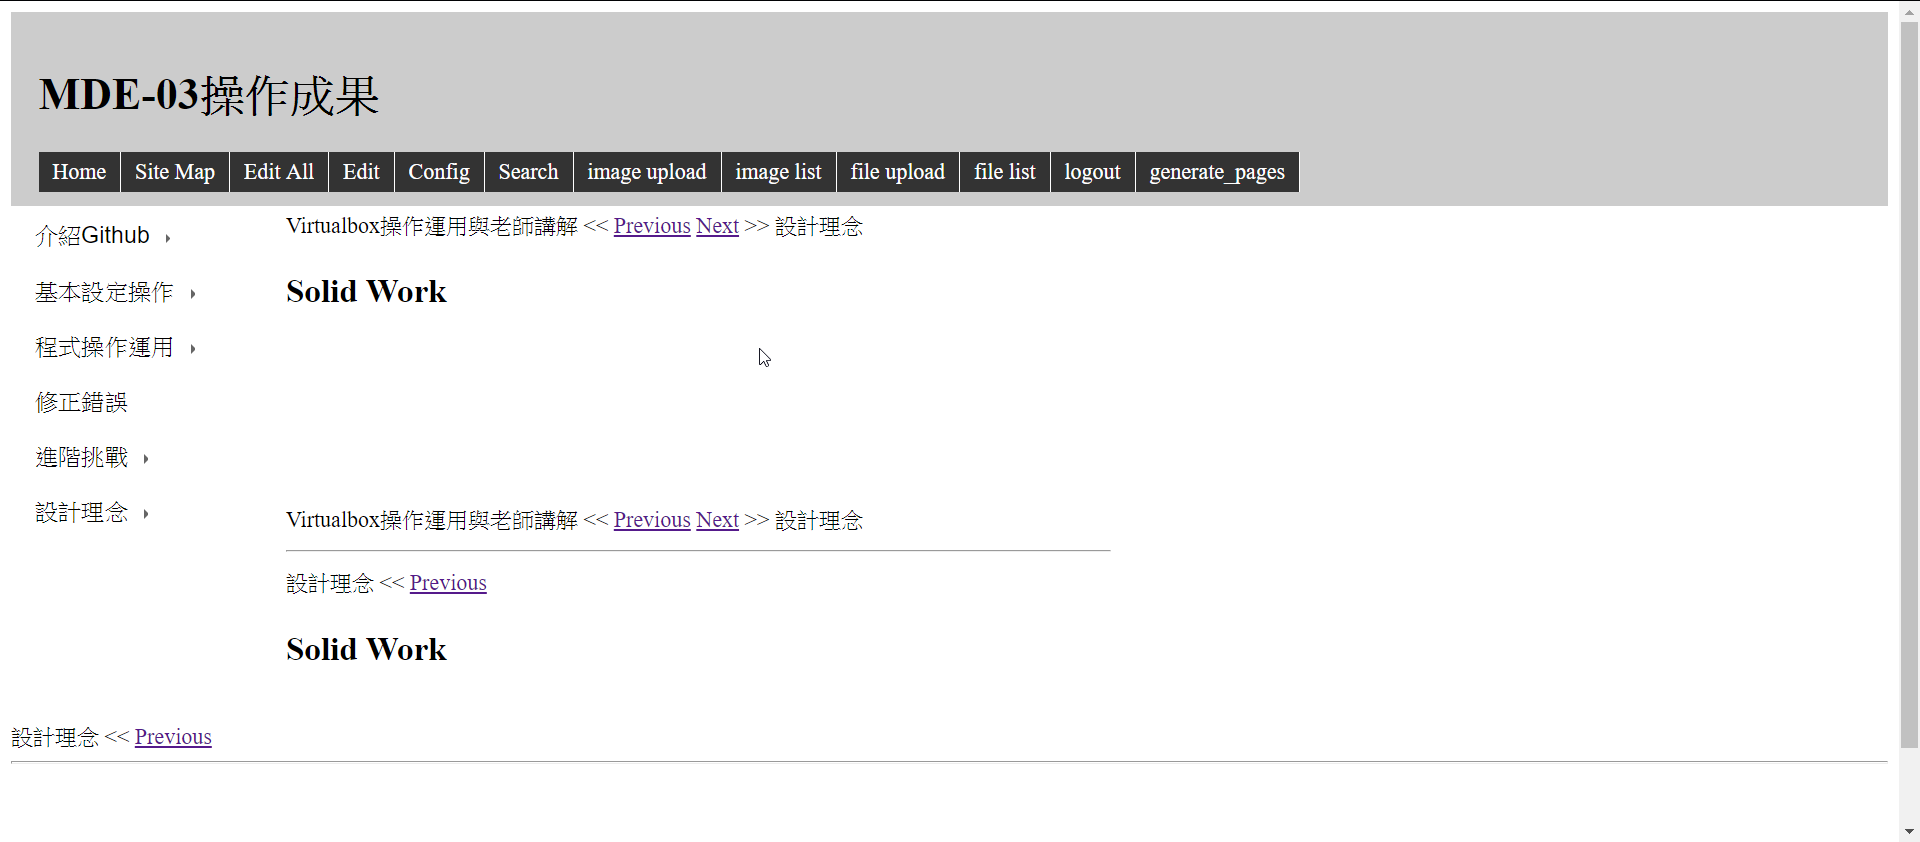 MDE-03操作成果
Home Site Map Edit All Edit Config Search image upload image list file upload file list logout generate_pages
介紹Github
基本設定操作
程式操作運用
修正錯誤
進階挑戰
設計理念
Virtualbox操作運用與老師講解 << Previous Next >> 設計理念
Solid Work
Virtualbox操作運用與老師講解 << Previous Next >> 設計理念
設計理念 << Previous
Solid Work
設計理念 << Previous